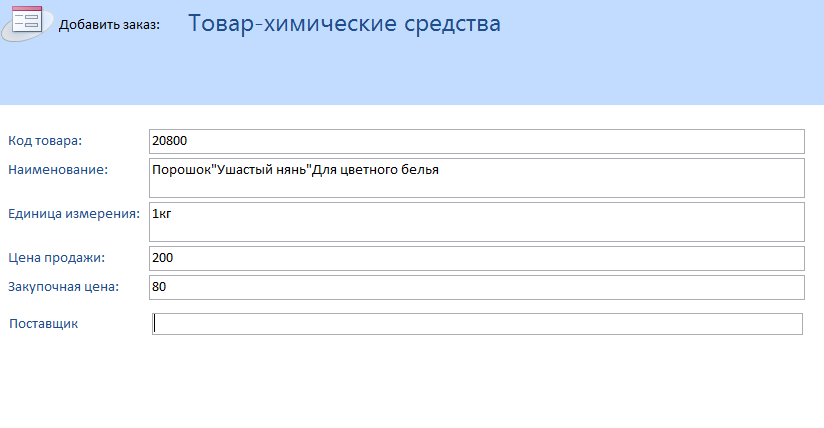 Добавить заказ: Товар-химические средства
Код товара: 20800
Наименование: Порошок"Ушастый нянь"Для цветного белья
Единица измерения: 1кг
Цена продажи: 200
Закупочная цена: 80
Поставщик